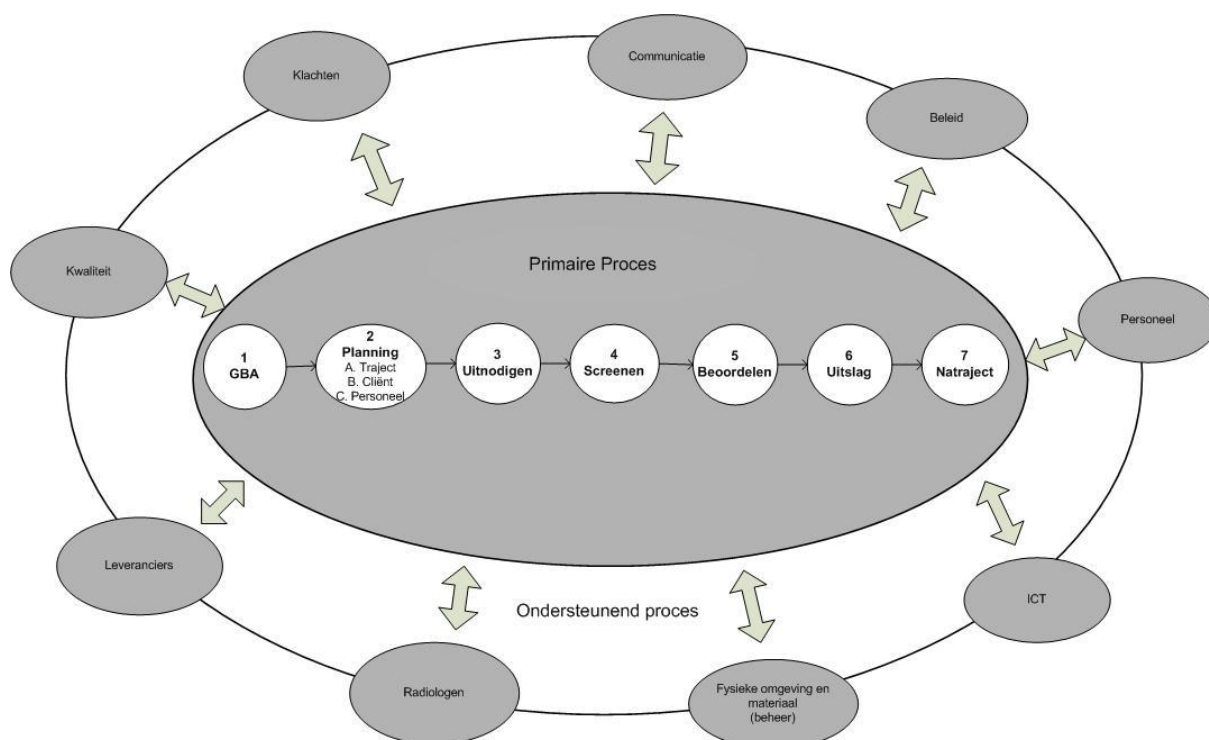 Communicatie
Klachten
Beleid
Kwaliteit
Primaire Proces
Personeel
1
GBA
2
Planning
A. Traject
B. Cliënt
C. Personeel
3
Uitnodigen
4
Screenen
5
Beoordelen
6
Uitslag
7
Natraject
Leveranciers
Ondersteunend proces
ICT
Radiologen
Fysieke omgeving en
materiaal
(beheer)